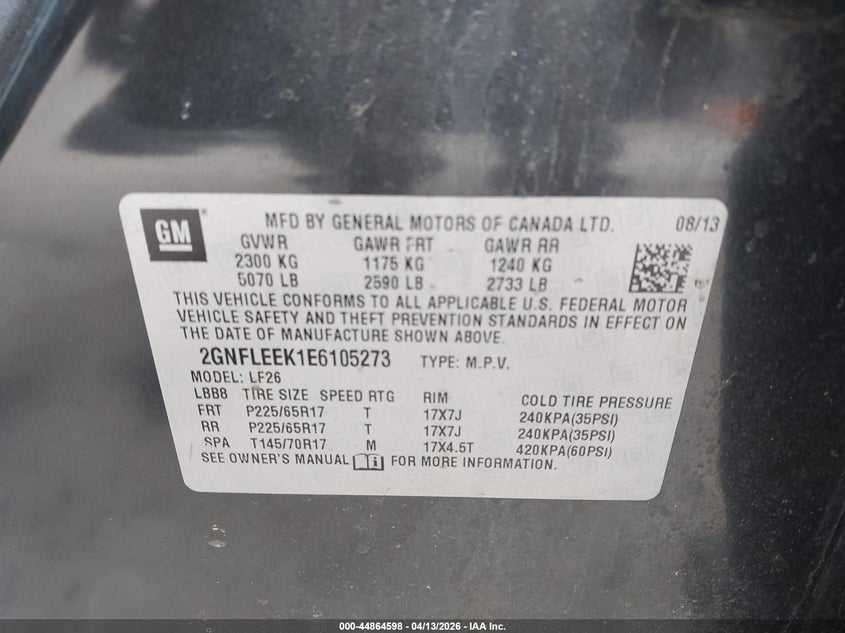 GM ® MFD BY GENERAL MOTORS OF CANADA LTD. 08/13
GVWR GAWR FRT GAWR RR
2300 KG 1175 KG 1240 KG
5070 LB 2590 LB 2733 LB
THIS VEHICLE CONFORMS TO ALL APPLICABLE U.S. FEDERAL MOTOR
VEHICLE SAFETY AND THEFT PREVENTION STANDARDS IN EFFECT ON
THE DATE OF MANUFACTURE SHOWN ABOVE.
2GNFLEEK1E6105273 TYPE: M.P.V.
MODEL: LF26
LBB8 TIRE SIZE SPEED RTG RIM COLD TIRE PRESSURE
FRT P225/65R17 T 17X7J 240KPA(35PSI)
RR P225/65R17 T 17X7J 240KPA(35PSI)
SPA T145/70R17 M 17X4.5T 420KPA(60PSI)
SEE OWNER'S MANUAL i FOR MORE INFORMATION.
000-44864598 - 04/13/2026 - IAA Inc.